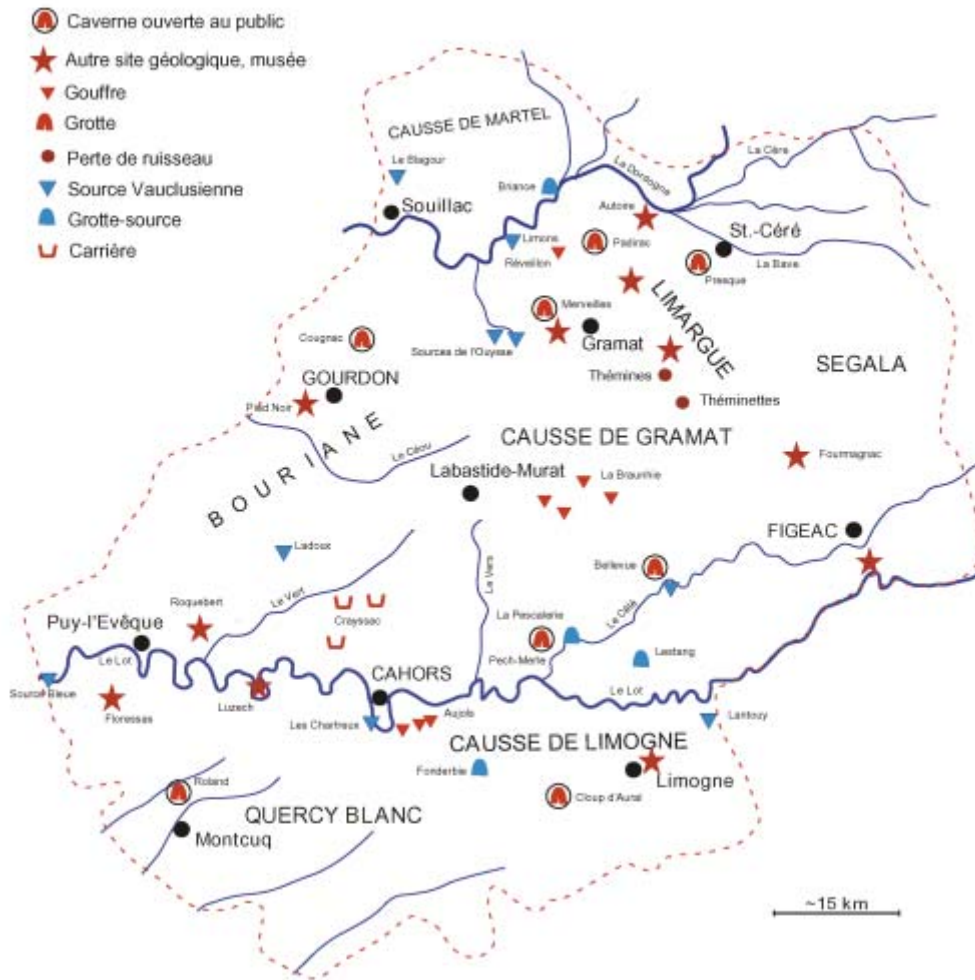 Caverne ouverte au public
Autre site géologique, musée
Gouffre
Grotte
Perte de ruisseau
Source Vauclusienne
Grotte-source
Carrière
CAUSSE DE MARTEL
Le Blagour
Souillac
La Cère
La Dordogne
Briance
Autoire
St.-Céré
Limons
Padirac
Réveillon
Presque
La Bave
LIMARGUE
Merveilles
Gramat
Cougnac
Sources de l'Ouysse
SEGALA
Thémines
GOURDON
Théminettes
Pied Noir
CAUSSE DE GRAMAT
BOURIANE
Le Céou
Fourmagnac
Labastide-Murat
La Braunhie
FIGEAC
Ladoux
Le Vers
Bellevue
Roquebert
Le Vert
Le Célé
Puy-l'Evêque
Crayssac
La Pescalerie
Le Lot
CAHORS
Pech-Merle
Lestang
Source Bleue
Luzech
Le Lot
Floressas
Les Chartreux
Aujols
Lantouy
CAUSSE DE LIMOGNE
Fonderbie
Limogne
Roland
Cloup d'Aural
QUERCY BLANC
Montcuq
~15 km